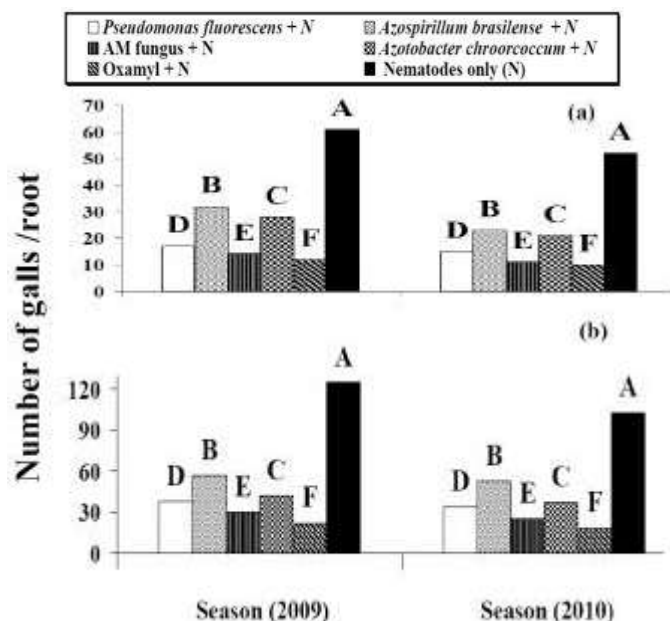 Pseudomonas fluorescens + N Azospirillum brasilense + N
AM fungus + N Azotobacter chroorcoccum + N
Oxamyl + N Nematodes only (N)
Number of galls /root
(a)
70
60
50
40
30
20
10
0
D B E C F A
D B E C F A
(b)
120
90
60
30
0
D B E C F A
D B E C F A
Season (2009) Season (2010)